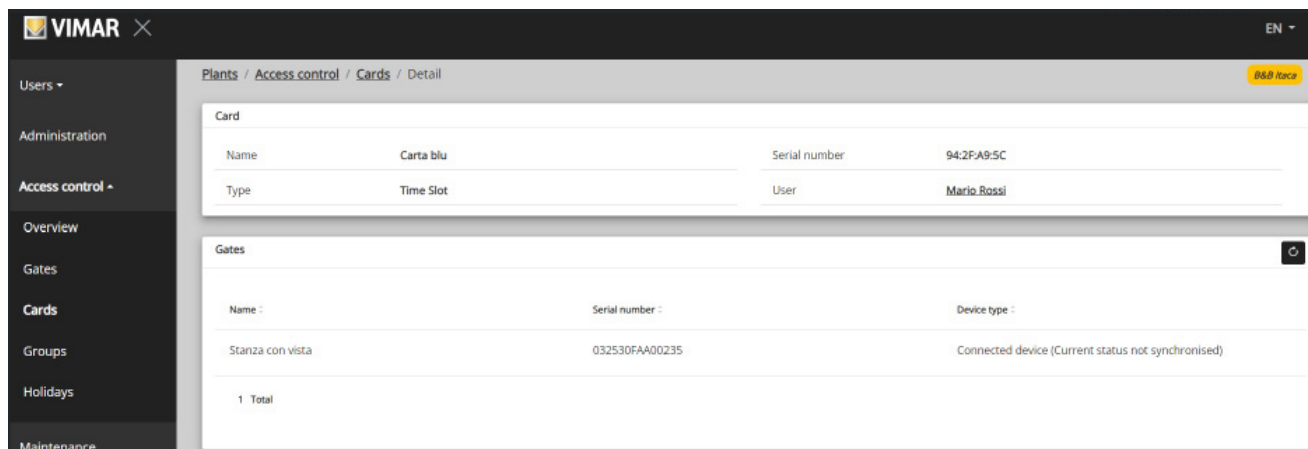 VIMAR
EN
Users
Plants / Access control / Cards / Detail
B&B Itaca
Administration
Access control
Overview
Gates
Cards
Groups
Holidays
Maintenance
Card
Name Carta blu Serial number 94:2F:A9:5C
Type Time Slot User Mario Rossi
Gates
Name Serial number Device type
Stanza con vista 032530FAA00235 Connected device (Current status not synchronised)
1 Total